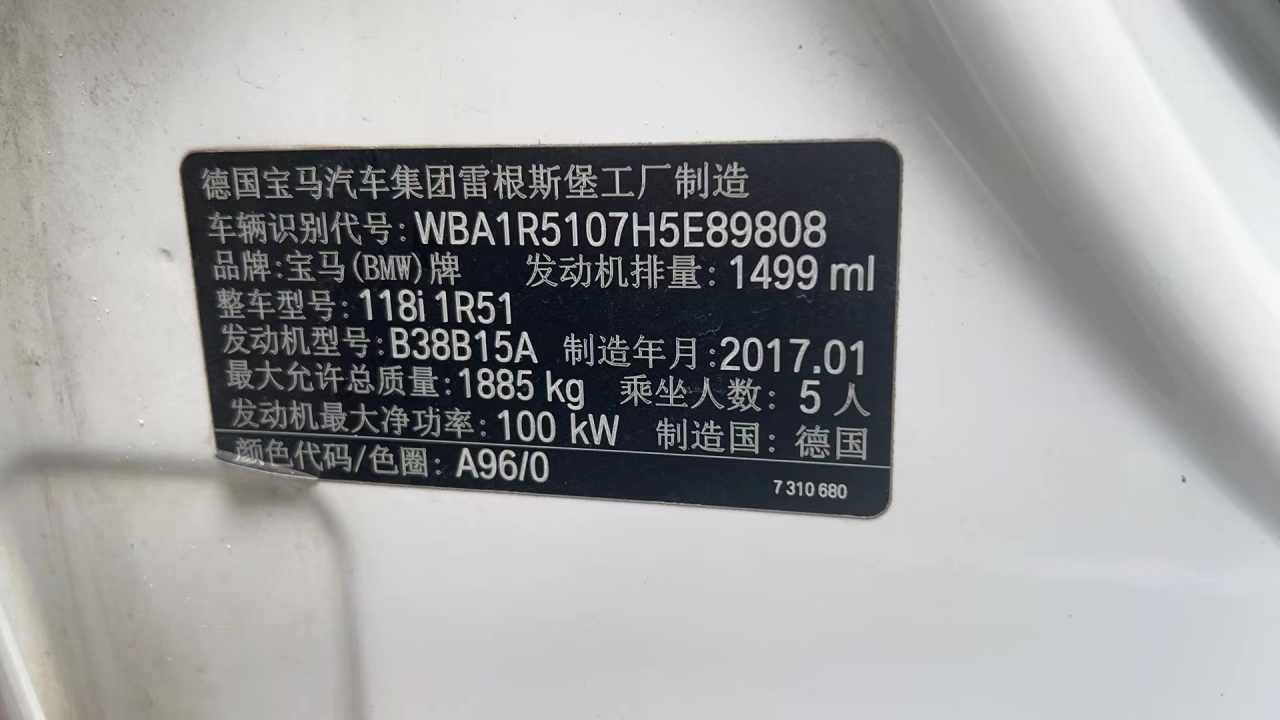 德国宝马汽车集团雷根斯堡工厂制造
车辆识别代号: WBA1R5107H5E89808
品牌:宝马(BMW)牌 发动机排量: 1499 ml
整车型号: 118i 1R51
发动机型号: B38B15A 制造年月:2017.01
最大允许总质量: 1885 kg 乘坐人数: 5 人
发动机最大净功率: 100 kW 制造国: 德国
颜色代码/色圈: A96/0
7 310 680